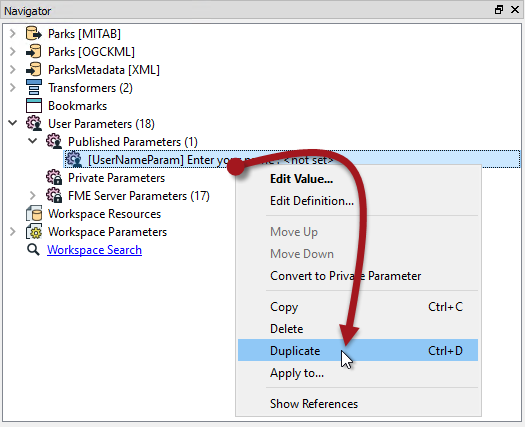 Navigator
Parks [MITAB]
Parks [OGCKML]
ParksMetadata [XML]
Transformers (2)
Bookmarks
User Parameters (18)
Published Parameters (1)
[UserNameParam] Enter your name : <not set>
Private Parameters
FME Server Parameters (17)
Workspace Resources
Workspace Parameters
Workspace Search
Edit Value...
Edit Definition...
Move Up
Move Down
Convert to Private Parameter
Copy Ctrl+C
Delete
Duplicate Ctrl+D
Apply to...
Show References